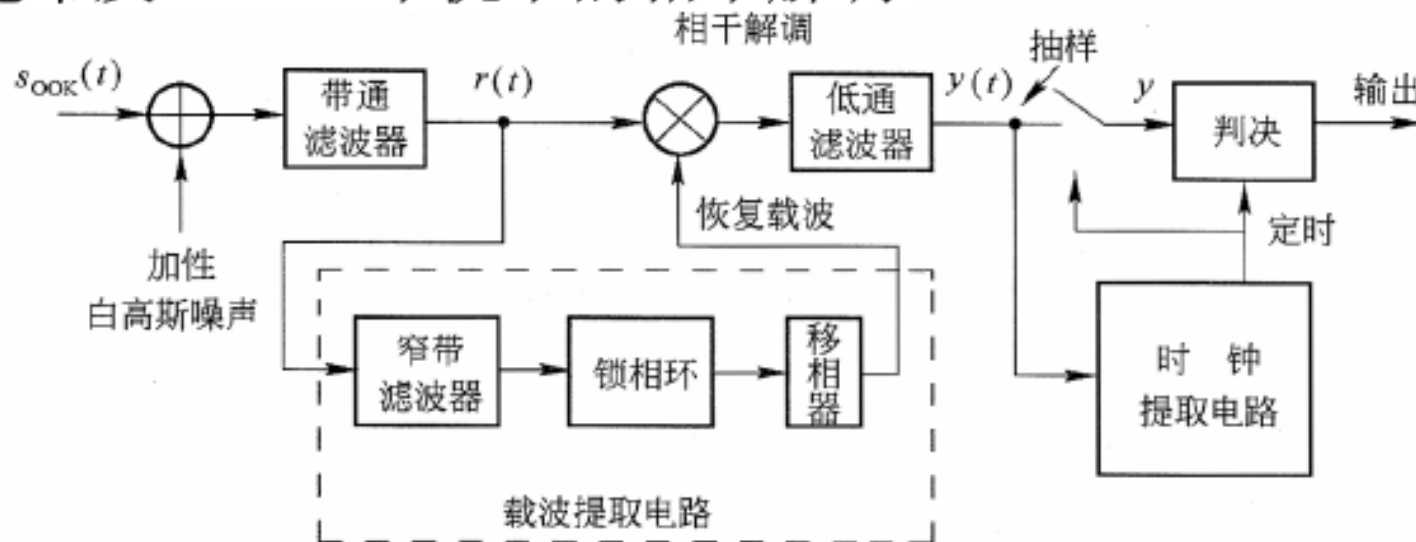 相干解调
抽样
s_OOK(t)
带通
滤波器
r(t)
低通
滤波器
y(t)
y
判决
输出
恢复载波
定时
加性
白高斯噪声
窄带
滤波器
锁相环
移
相
器
时 钟
提取电路
载波提取电路